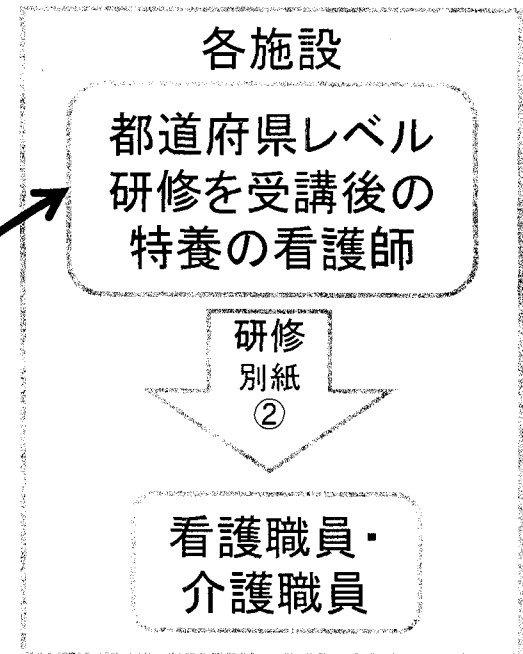 各施設
都道府県レベル
研修を受講後の
特養の看護師
研修
別紙
②
看護職員・
介護職員